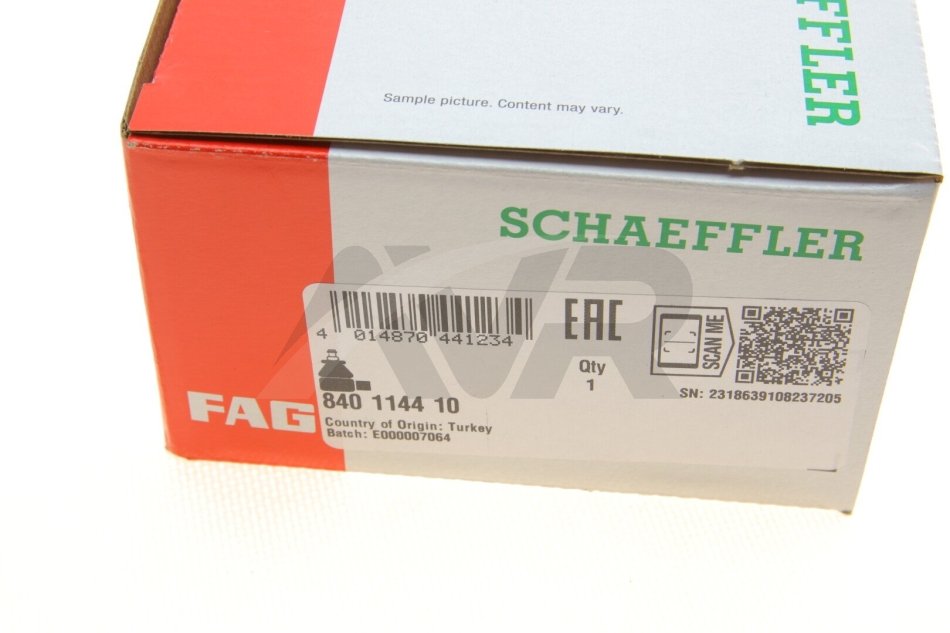 SCHAEFFLER
Sample picture. Content may vary.
SCHAEFFLER
4 014870 441234
EAC
SCAN ME
Qty
1
SN: 2318639108237205
840 1144 10
FAG
Country of Origin: Turkey
Batch: E000007064
AVR